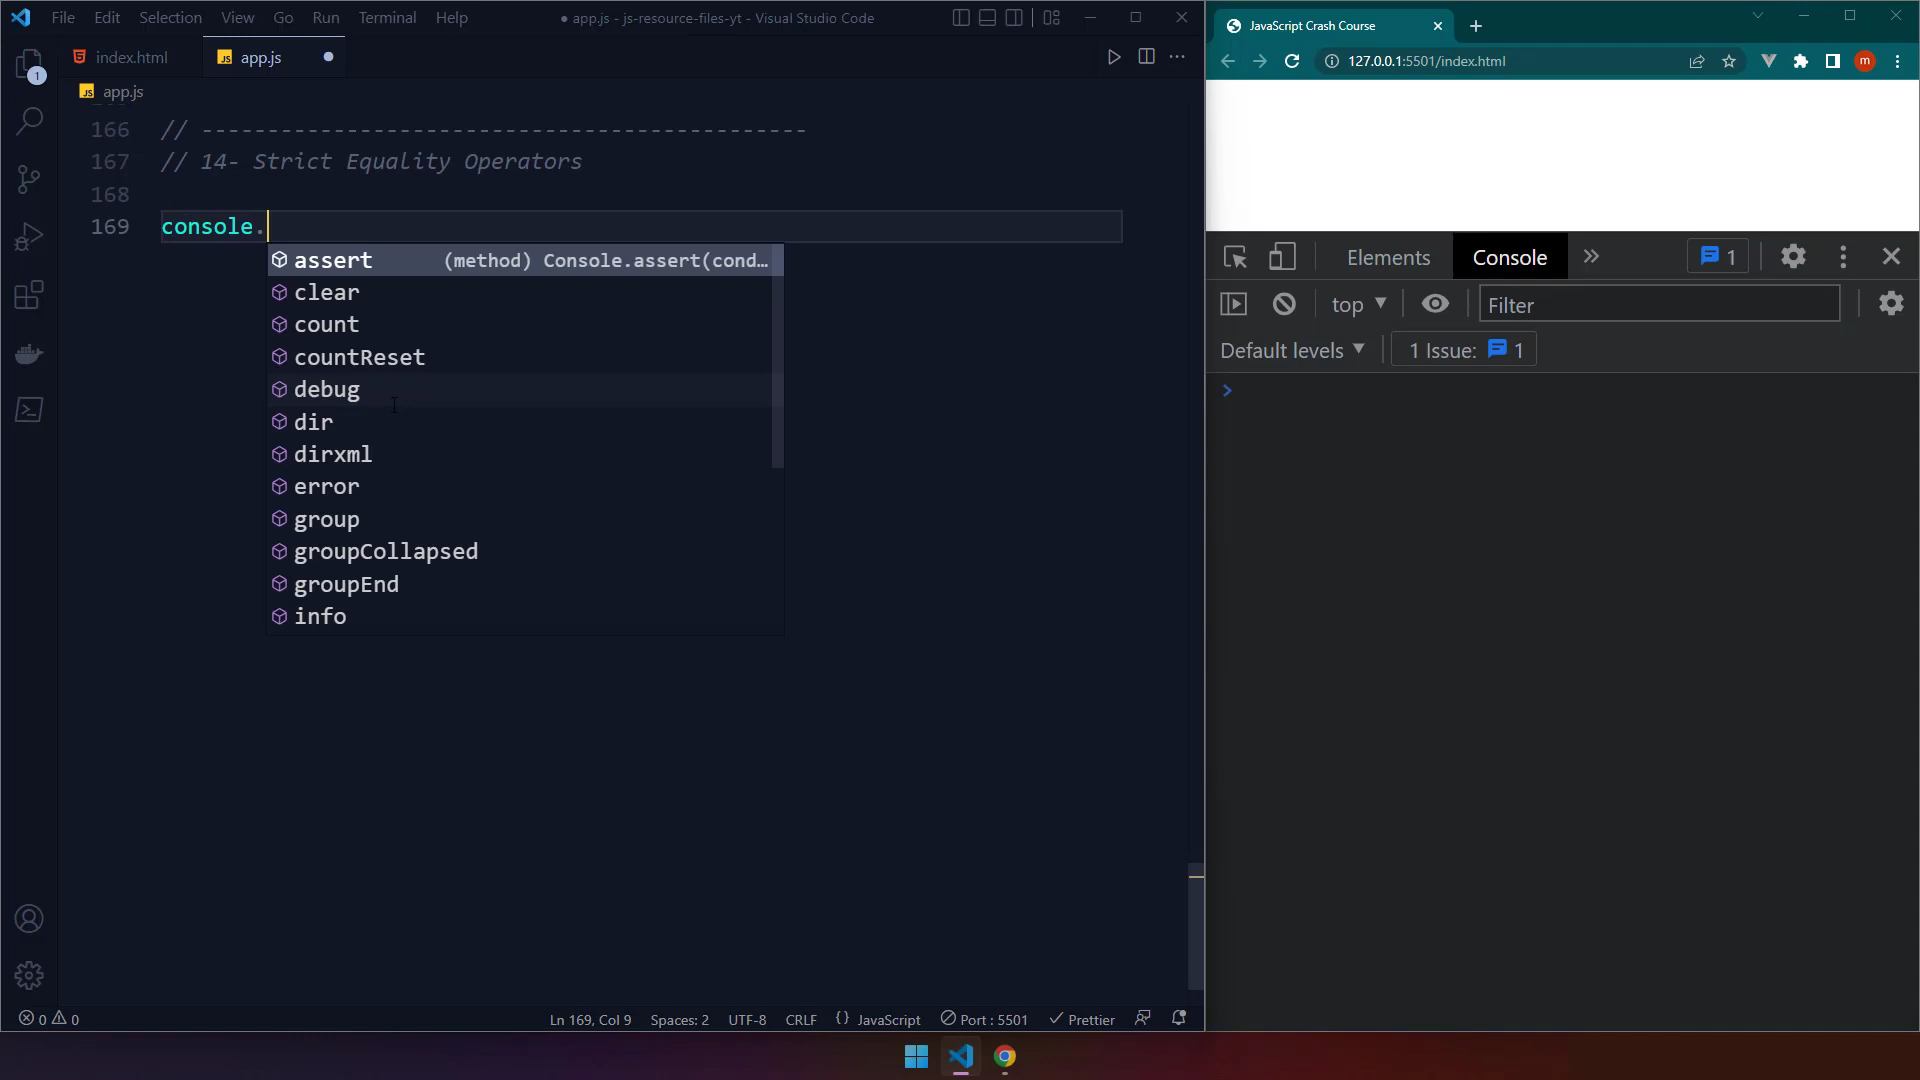 File Edit Selection View Go Run Terminal Help
● app.js - js-resource-files-yt - Visual Studio Code
JavaScript Crash Course
index.html
JS app.js
127.0.0.1:5501/index.html
m
1
JS app.js
166 // ----------------------------------------------
167 // 14- Strict Equality Operators
168
169 console.
assert (method) Console.assert(cond…
clear
count
countReset
debug
dir
dirxml
error
group
groupCollapsed
groupEnd
info
Elements Console » 1
top ▼ Filter
Default levels ▼ 1 Issue: 1
>
0 0
Ln 169, Col 9 Spaces: 2 UTF-8 CRLF {} JavaScript Port : 5501 Prettier